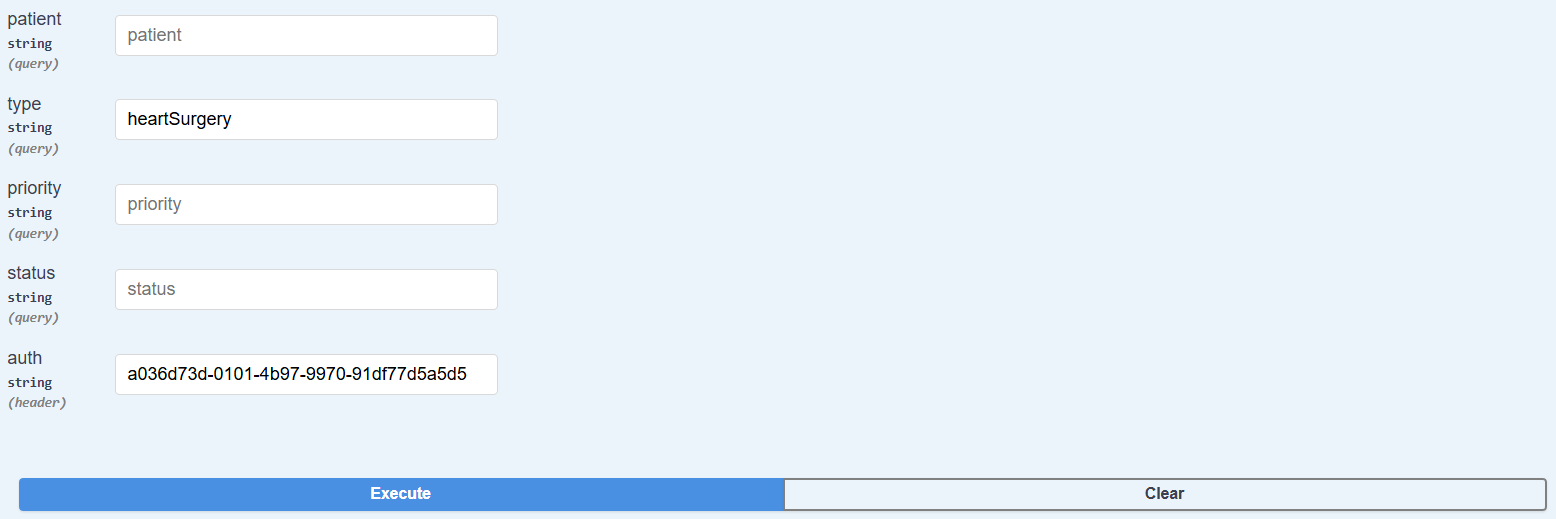 patient
string
(query)
patient
type
string
(query)
heartSurgery
priority
string
(query)
priority
status
string
(query)
status
auth
string
(header)
a036d73d-0101-4b97-9970-91df77d5a5d5
Execute
Clear